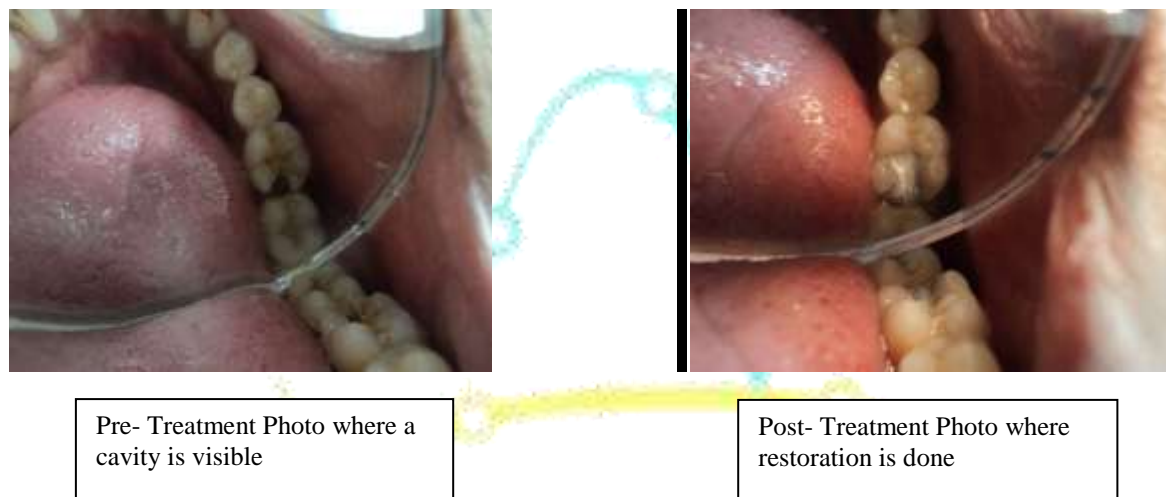 Pre- Treatment Photo where a
cavity is visible
Post- Treatment Photo where
restoration is done